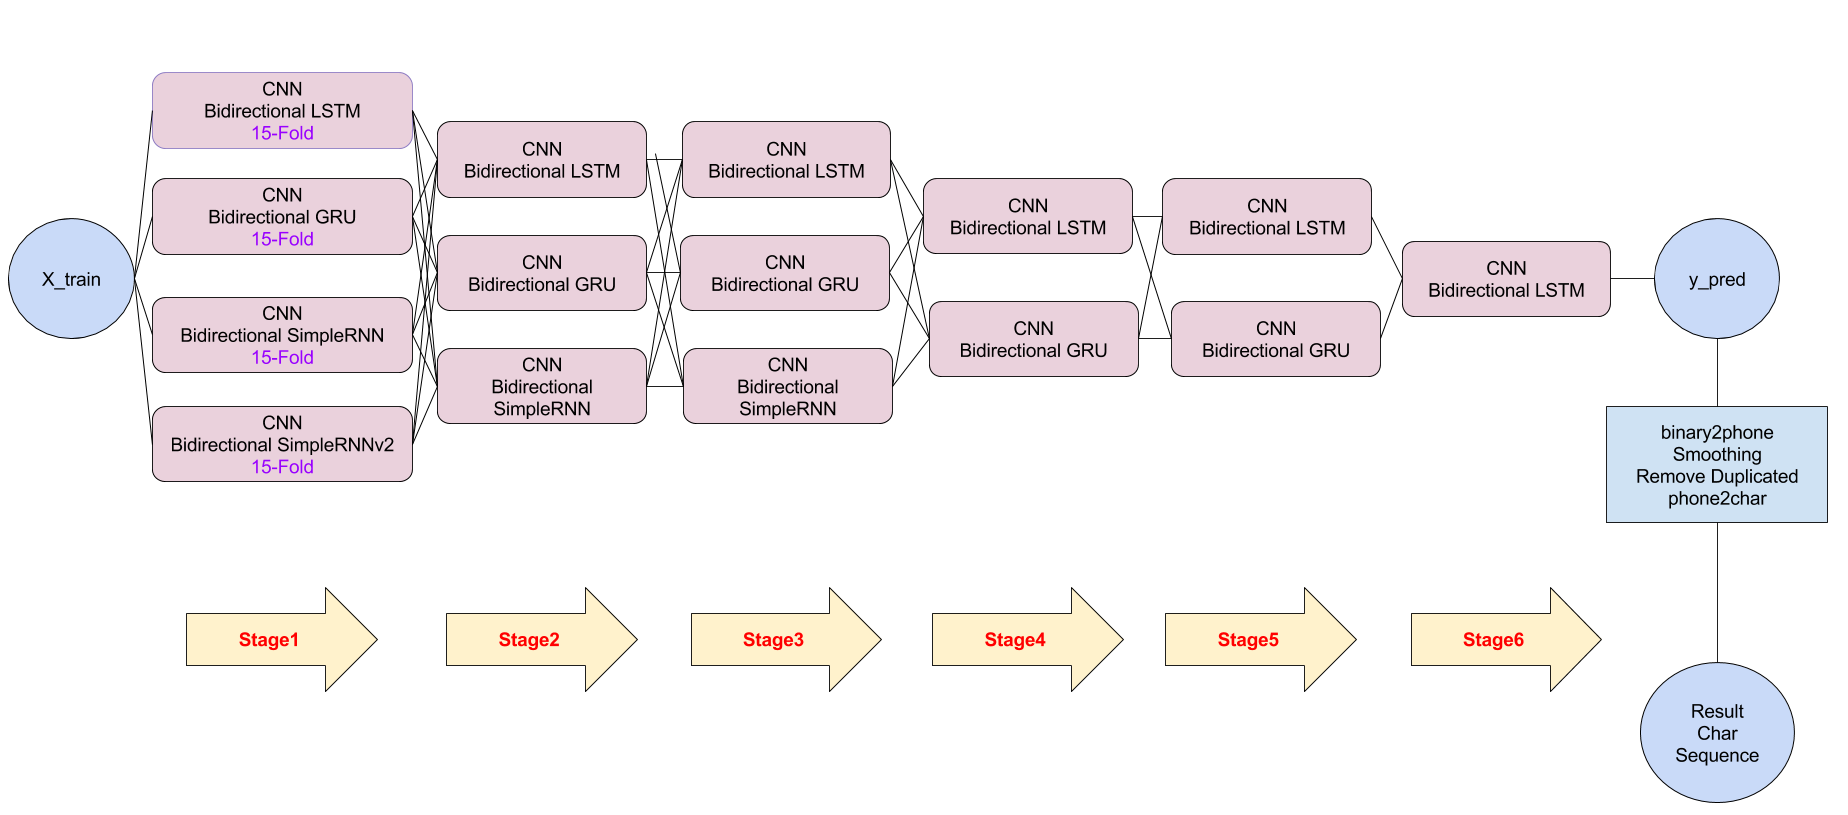 X_train
CNN
Bidirectional LSTM
15-Fold
CNN
Bidirectional GRU
15-Fold
CNN
Bidirectional SimpleRNN
15-Fold
CNN
Bidirectional SimpleRNNv2
15-Fold
CNN
Bidirectional LSTM
CNN
Bidirectional GRU
CNN
Bidirectional
SimpleRNN
CNN
Bidirectional LSTM
CNN
Bidirectional GRU
CNN
Bidirectional
SimpleRNN
CNN
Bidirectional LSTM
CNN
Bidirectional GRU
CNN
Bidirectional LSTM
CNN
Bidirectional GRU
CNN
Bidirectional LSTM
y_pred
binary2phone
Smoothing
Remove Duplicated
phone2char
Stage1
Stage2
Stage3
Stage4
Stage5
Stage6
Result
Char
Sequence